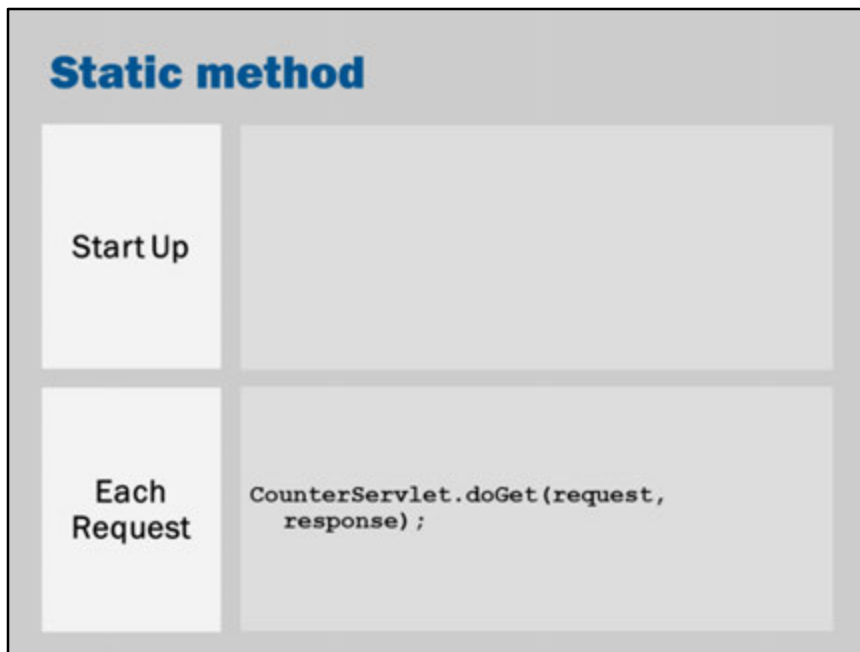 Static method
Start Up
Each
Request
CounterServlet.doGet(request,
response);